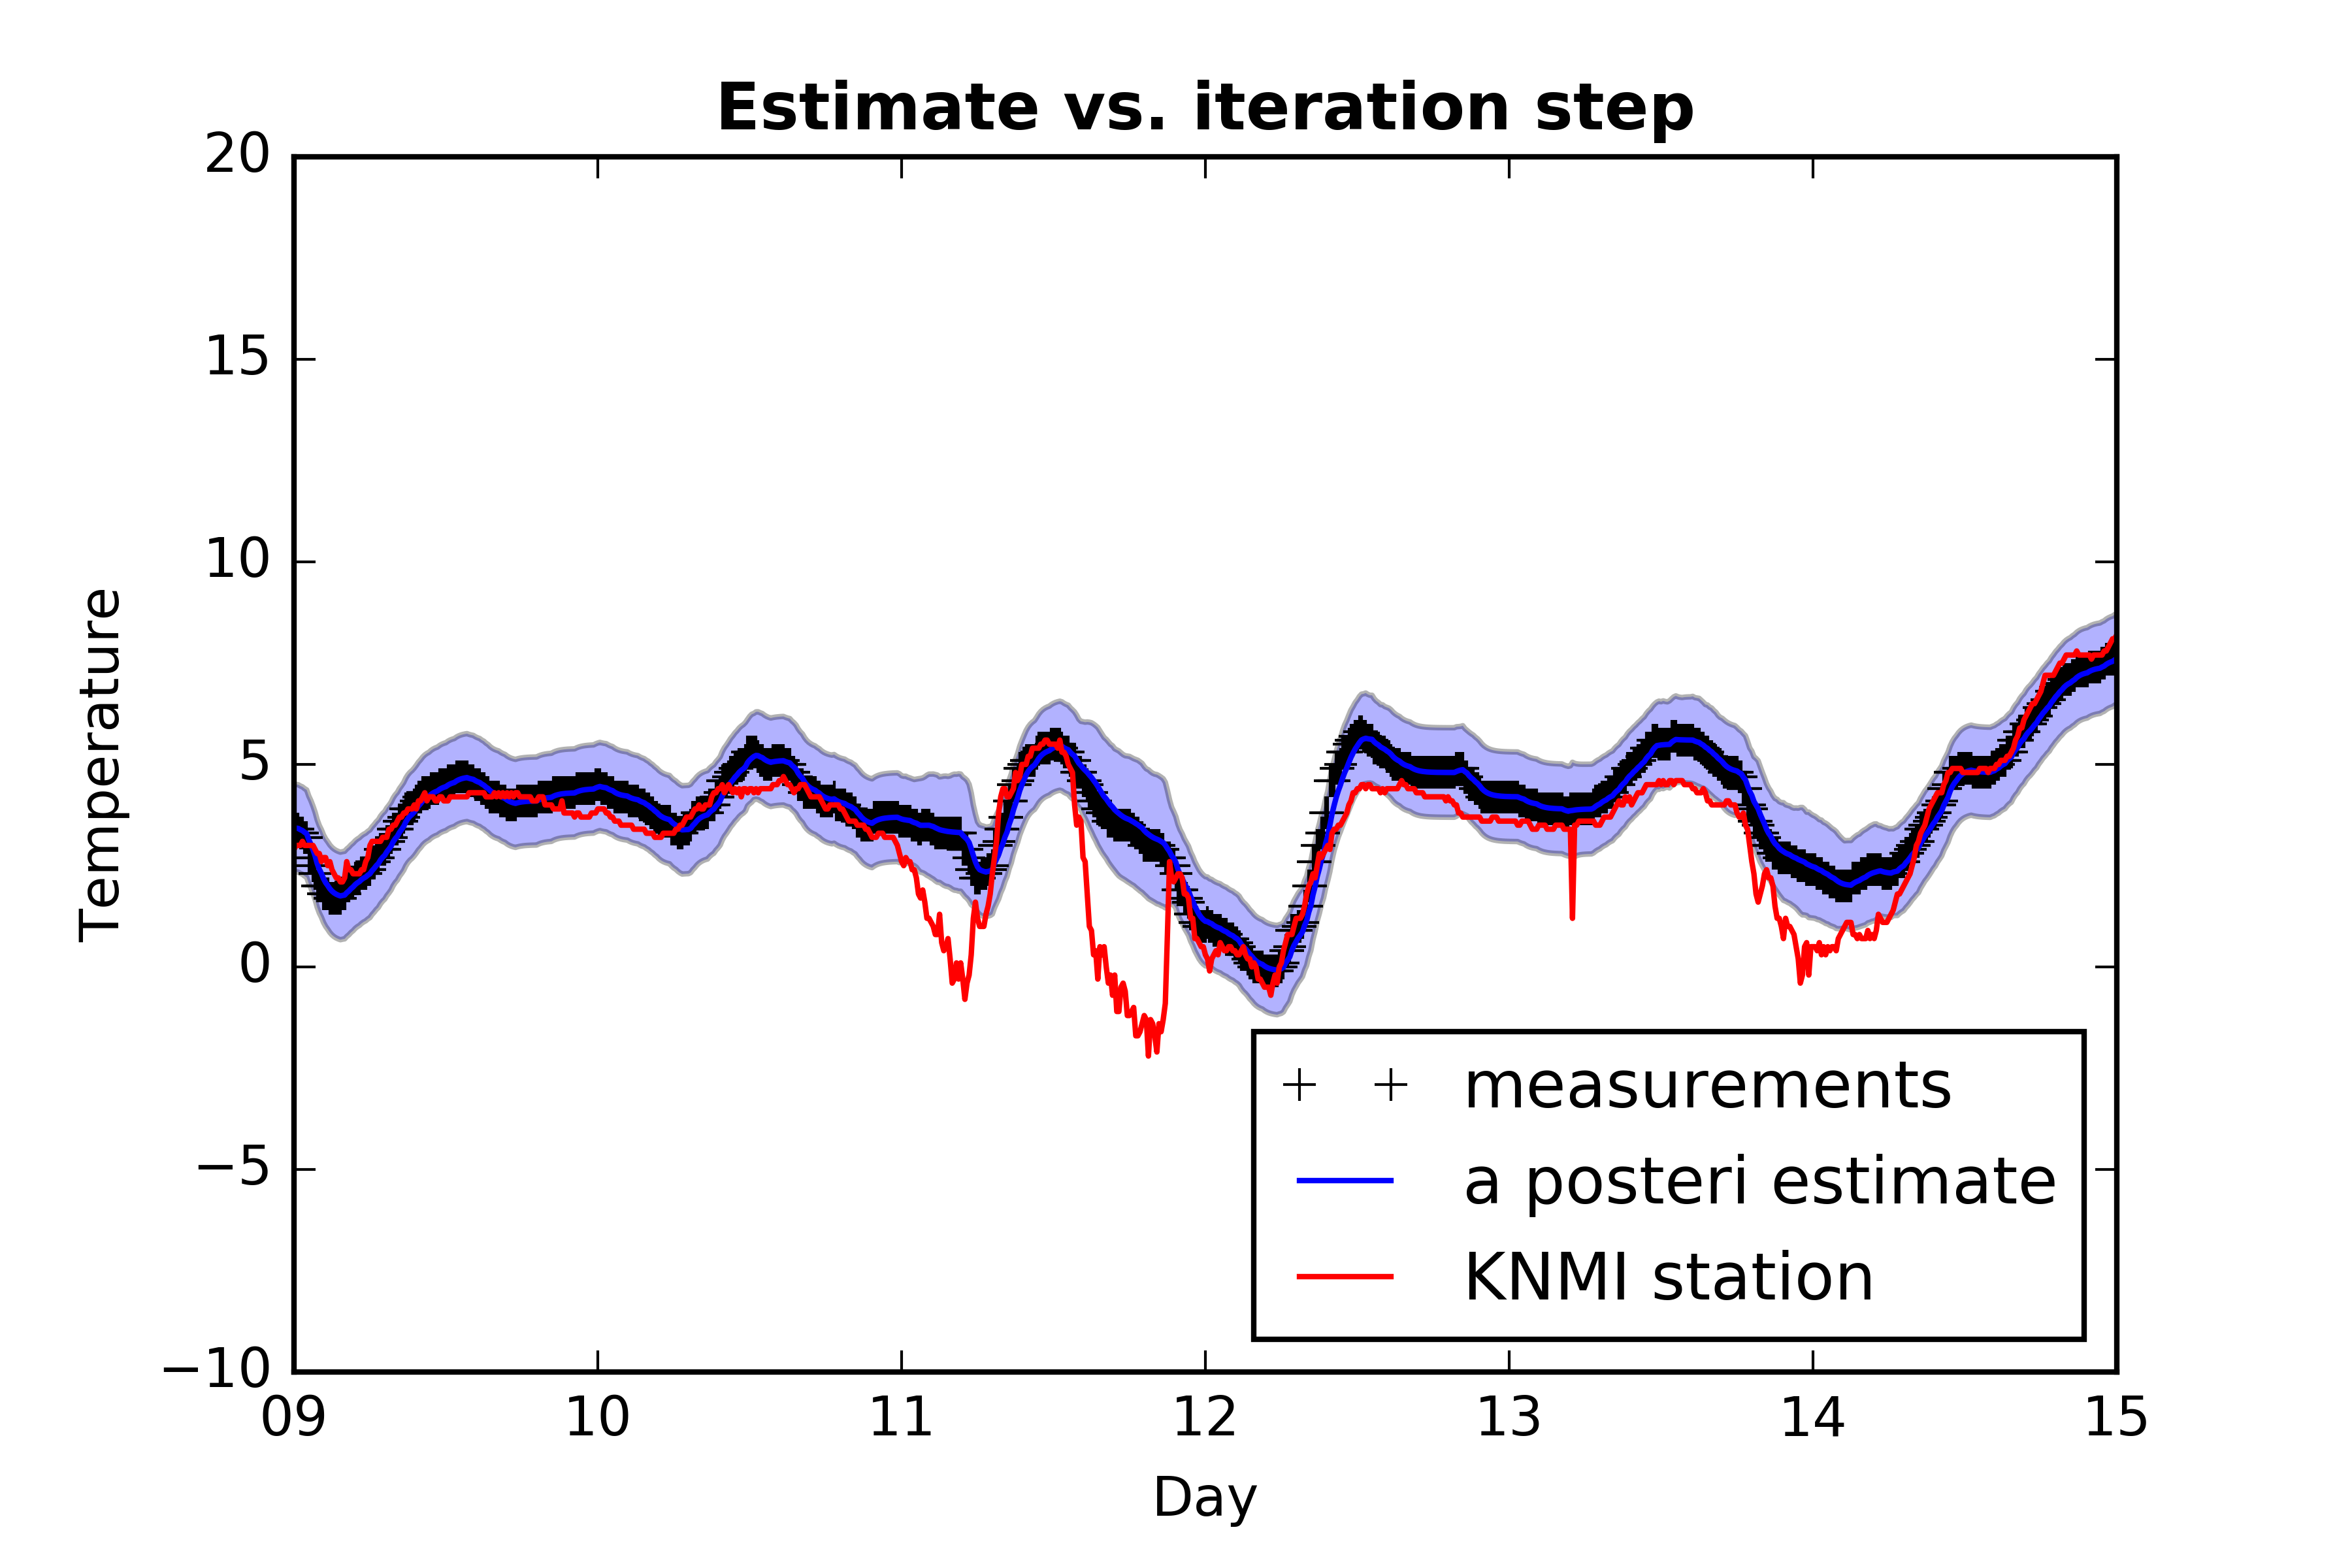 Estimate vs. iteration step
20
15
10
5
0
−5
−10
Temperature
measurements
a posteri estimate
KNMI station
09 10 11 12 13 14 15
Day